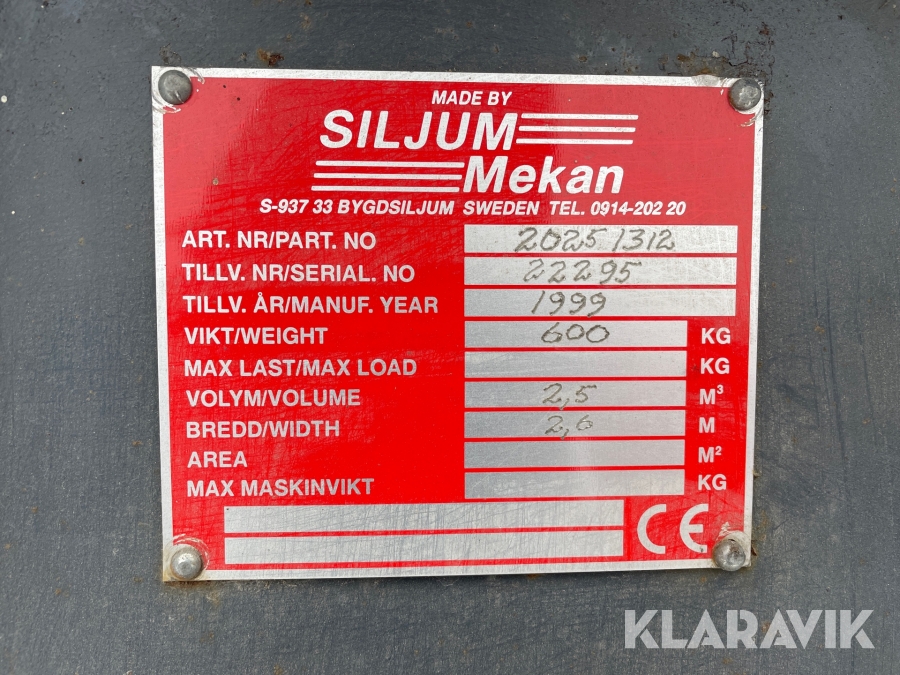 MADE BY
SILJUM
Mekan
S-937 33 BYGDSILJUM SWEDEN TEL. 0914-202 20
ART. NR/PART. NO 20251312
TILLV. NR/SERIAL. NO 22295
TILLV. ÅR/MANUF. YEAR 1999
VIKT/WEIGHT 600 KG
MAX LAST/MAX LOAD KG
VOLYM/VOLUME 2,5 M³
BREDD/WIDTH 2,6 M
AREA M²
MAX MASKINVIKT KG
CE
KLARAVIK